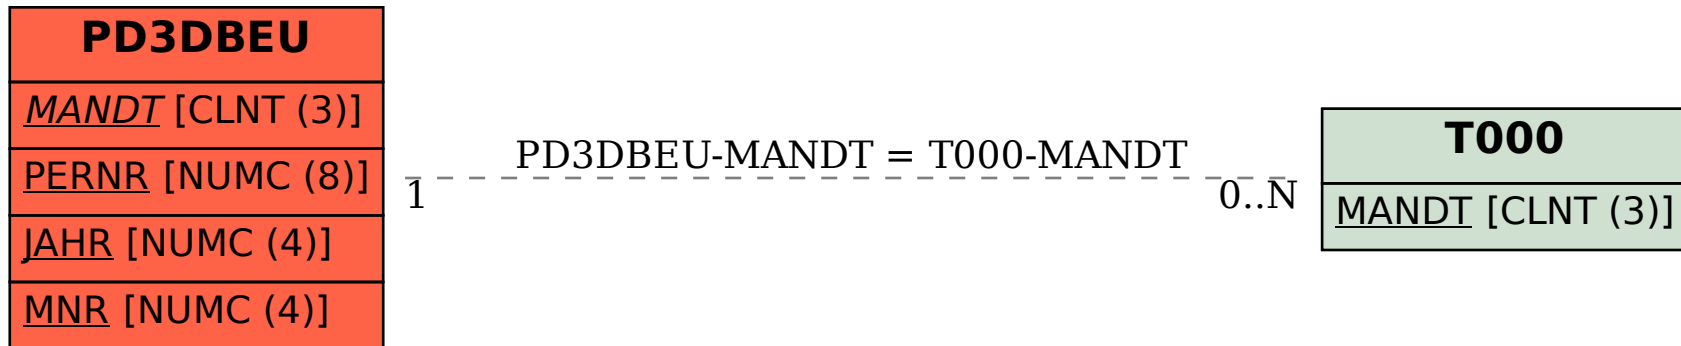 PD3DBEU
MANDT [CLNT (3)]
PERNR [NUMC (8)]
JAHR [NUMC (4)]
MNR [NUMC (4)]
PD3DBEU-MANDT = T000-MANDT
1
0..N
T000
MANDT [CLNT (3)]